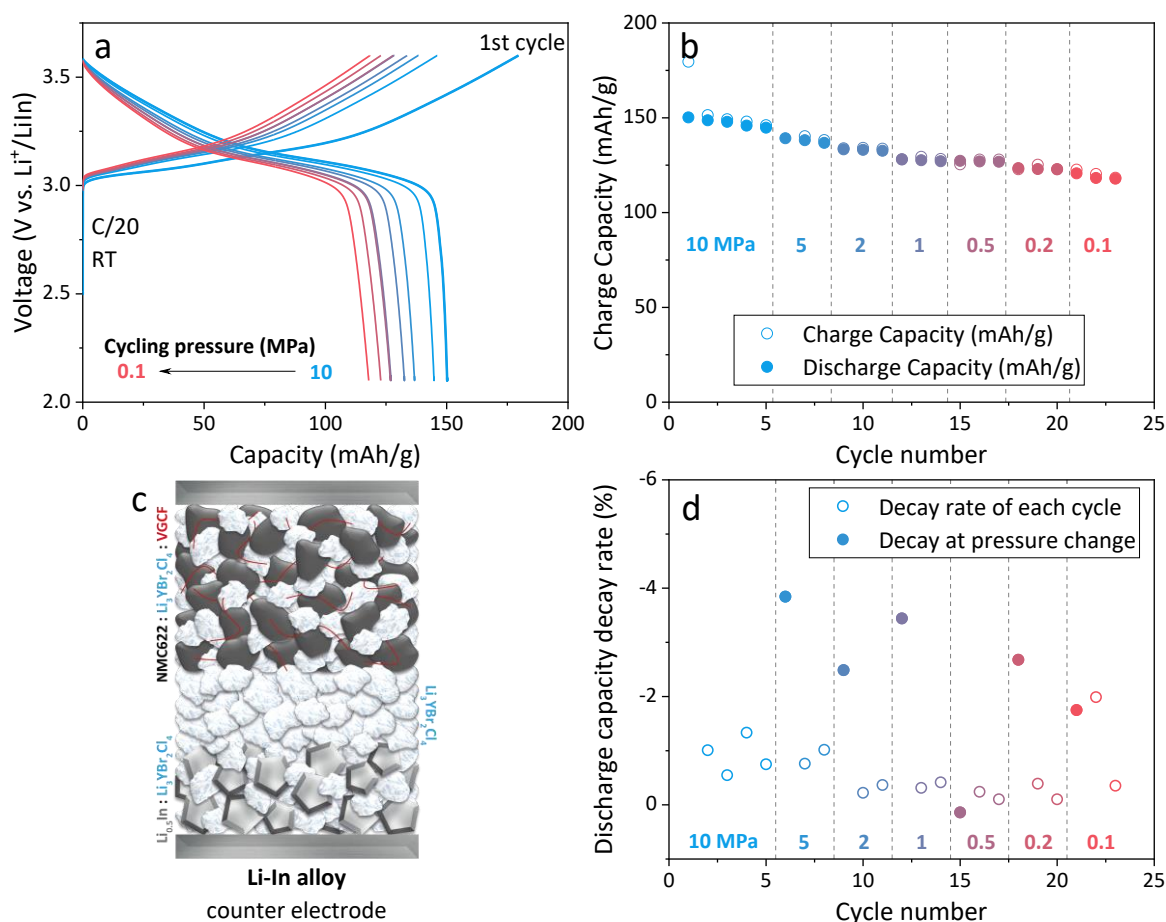 a
1st cycle
3.5
3.0
2.5
2.0
Voltage (V vs. Li⁺/LiIn)
C/20
RT
Cycling pressure (MPa)
0.1
10
0
50
100
150
200
Capacity (mAh/g)
b
200
150
100
50
0
Charge Capacity (mAh/g)
10 MPa
5
2
1
0.5
0.2
0.1
Charge Capacity (mAh/g)
Discharge Capacity (mAh/g)
0
5
10
15
20
25
Cycle number
c
NMC622 : Li₃YBr₂Cl₄ : VGCF
Li₃YBr₂Cl₄
Li₀.₅In : Li₃YBr₂Cl₄
Li-In alloy
counter electrode
d
-6
-4
-2
0
Discharge capacity decay rate (%)
Decay rate of each cycle
Decay at pressure change
10 MPa
5
2
1
0.5
0.2
0.1
0
5
10
15
20
25
Cycle number